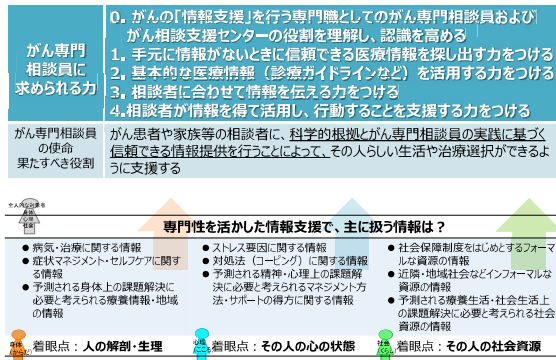 がん専門
相談員に
求められる力
0. がんの「情報支援」を行う専門職としてのがん専門相談員および
がん相談支援センターの役割を理解し、認識を高める
1. 手元に情報がないときに信頼できる医療情報を探し出す力をつける
2. 基本的な医療情報（診療ガイドラインなど）を活用する力をつける
3. 相談者に合わせて情報を伝える力をつける
4.相談者が情報を得て活用し、行動することを支援する力をつける
がん専門相談員
の使命
果たすべき役割
がん患者や家族等の相談者に、科学的根拠とがん専門相談員の実践に基づく
信頼できる情報提供を行うことによって、その人らしい生活や治療選択ができるよ
うに支援する
身体
心理
社会
専門性を活かした情報支援で、主に扱う情報は？
● 病気・治療に関する情報
● 症状マネジメント・セルフケアに関す
る情報
● 予測される身体上の課題解決に
必要と考えられる療養情報・地域
の情報
● ストレス要因に関する情報
● 対処法（コーピング）に関する情報
● 予測される精神・心理上の課題解
決に必要と考えられるマネジメント方
法・サポートの得方に関する情報
● 社会保障制度をはじめとするフォーマ
ルな資源の情報
● 近隣・地域社会などインフォーマルな
資源の情報
● 予測される療養生活・社会生活上
の課題解決に必要と考えられる社会
資源の情報
身体
(からだ)
着眼点：人の解剖・生理
心理
(こころ)
着眼点：その人の心の状態
社会
(くらし)
着眼点：その人の社会資源